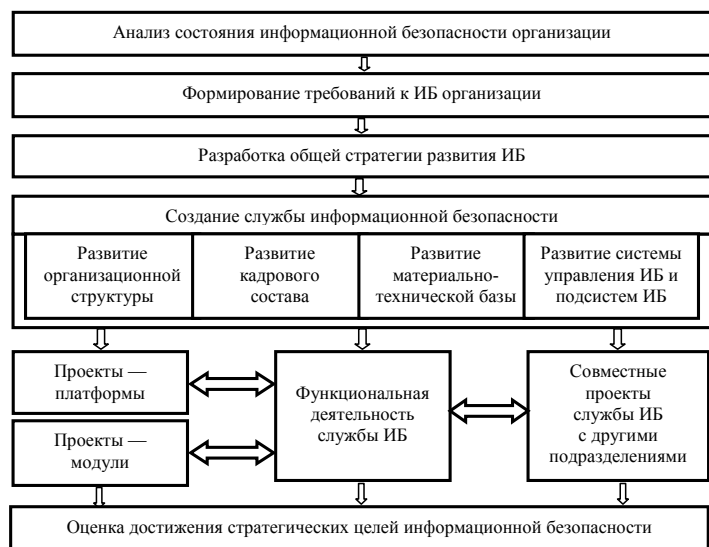 Анализ состояния информационной безопасности организации
Формирование требований к ИБ организации
Разработка общей стратегии развития ИБ
Создание службы информационной безопасности
Развитие
организационной
структуры
Развитие
кадрового
состава
Развитие
материально-
технической базы
Развитие системы
управления ИБ и
подсистем ИБ
Проекты —
платформы
Проекты —
модули
Функциональная
деятельность
службы ИБ
Совместные
проекты
службы ИБ
с другими
подразделениями
Оценка достижения стратегических целей информационной безопасности